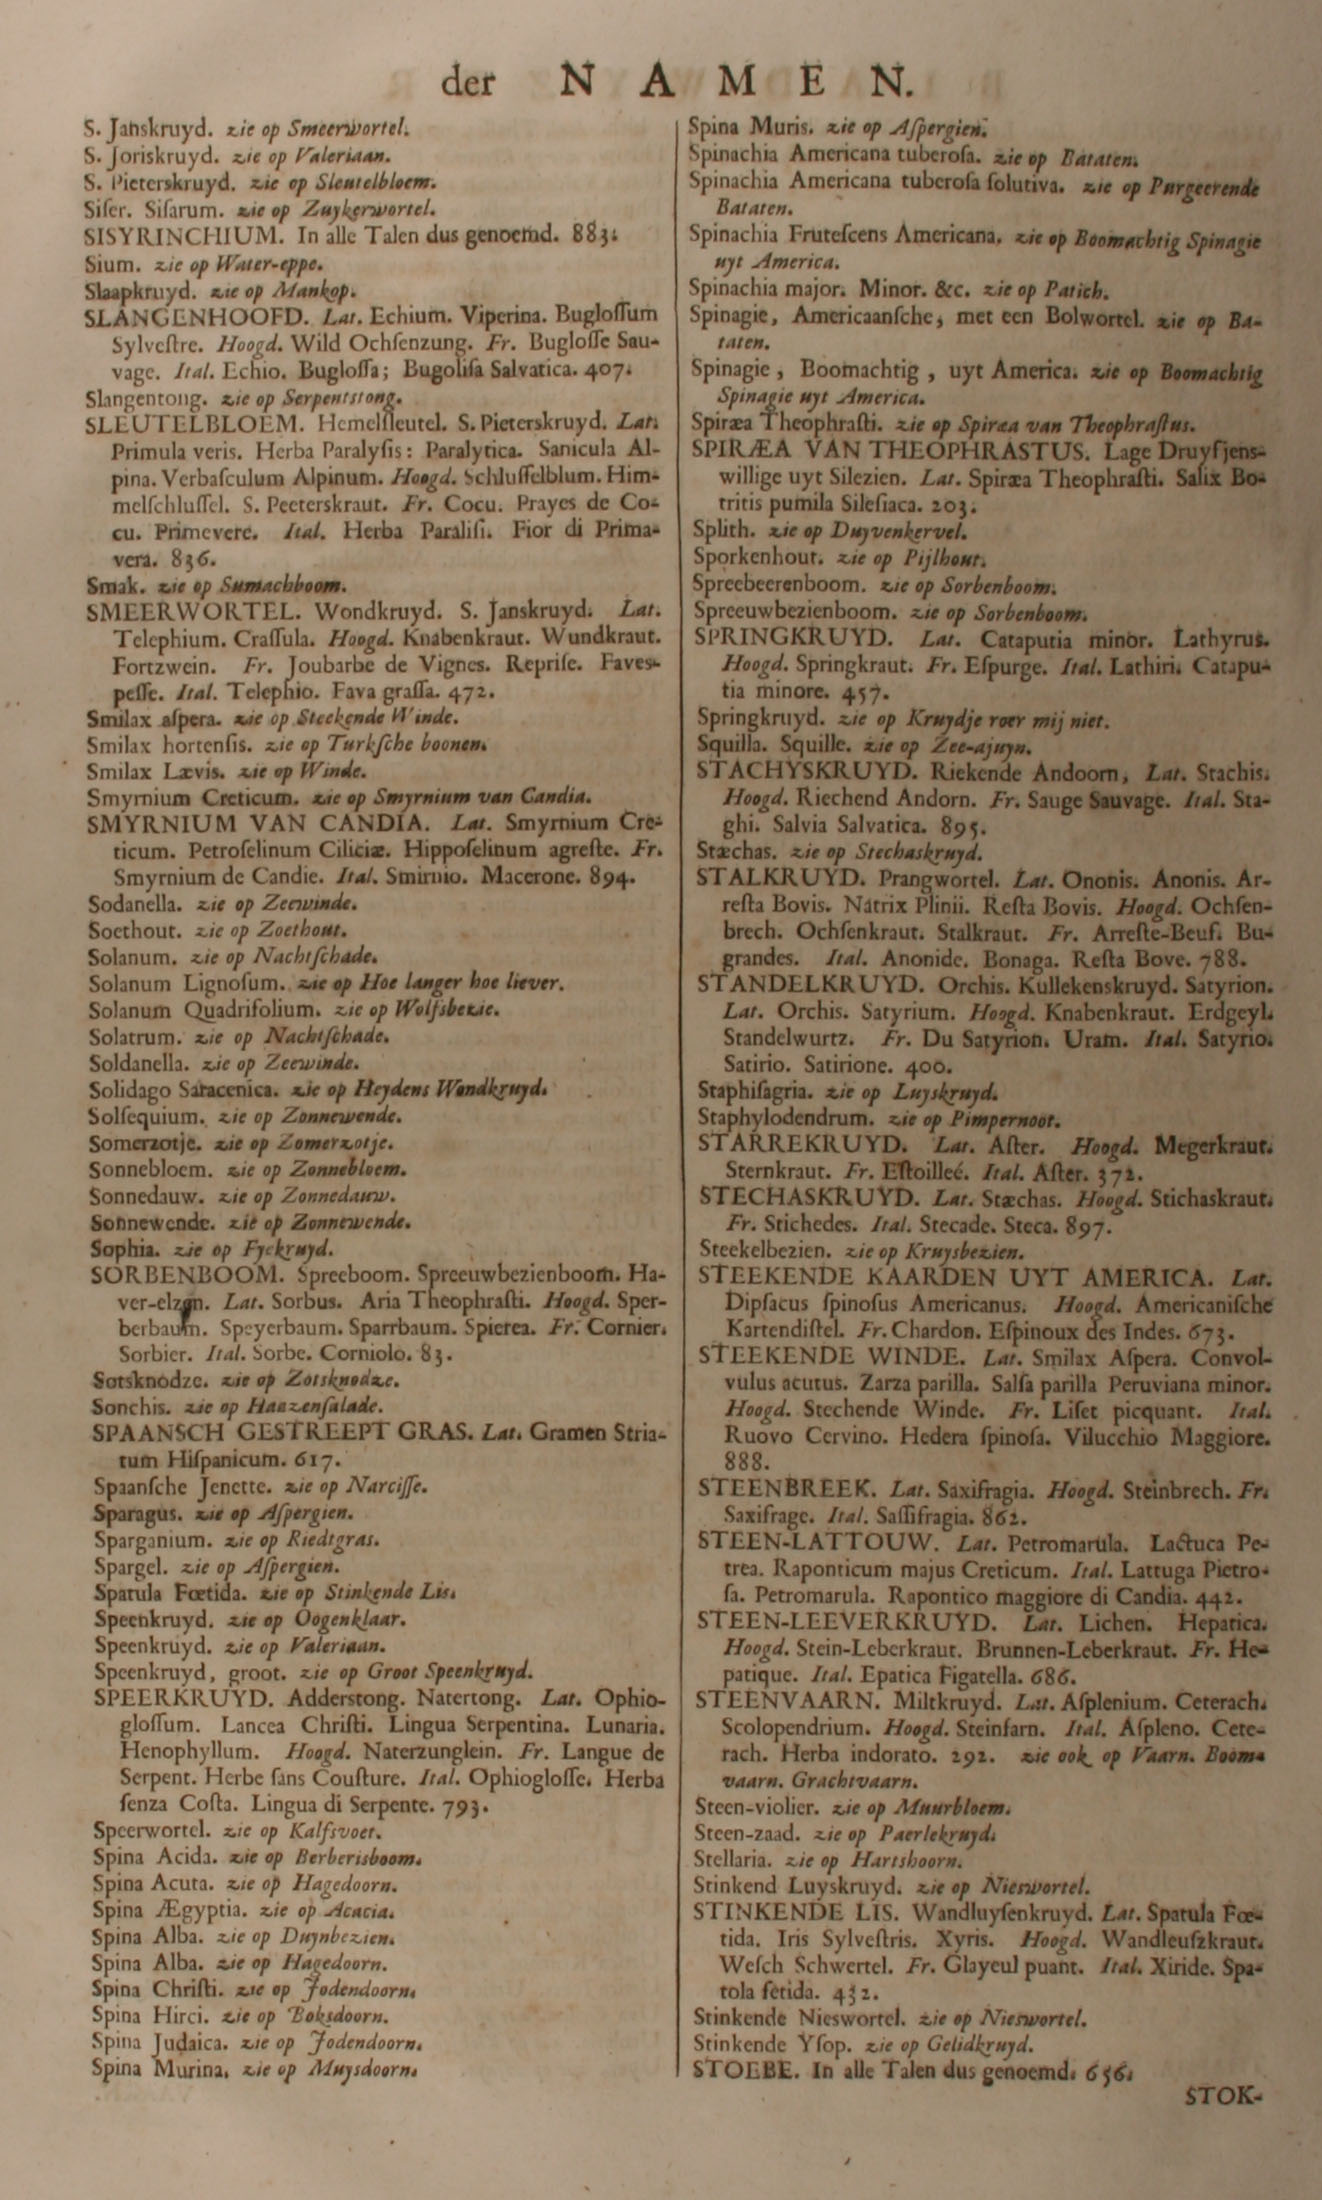 der NAMEN.
S. Janskruyd. zie op Smeerwortel.
S. Joriskruyd. zie op Valeriaan.
S. Pieterskruyd. zie op Sleutelbloem.
Siſer. Siſarum. zie op Zuykerwortel.
SISYRINCHIUM. In alle Talen dus genoemd. 883.
Sium. zie op Water-eppe.
Slaapkruyd. zie op Mankop.
SLANGENHOOFD. Lat. Echium. Viperina. Bugloſſum
Sylveſtre. Hoogd. Wild Ochſenzung. Fr. Bugloſſe Sau-
vage. Ital. Echio. Bugloſſa; Bugoliſa Salvatica. 407.
Slangentong. zie op Serpentstong.
SLEUTELBLOEM. Hemelſleutel. S. Pieterskruyd. Lat.
Primula veris. Herba Paralyſis: Paralytica. Sanicula Al-
pina. Verbaſculum Alpinum. Hoogd. Schluſſelblum. Him-
melſchluſſel. S. Peeterskraut. Fr. Cocu. Prayes de Co-
cu. Primevere. Ital. Herba Paraliſi. Fior di Prima-
vera. 836.
Smak. zie op Sumachboom.
SMEERWORTEL. Wondkruyd. S. Janskruyd. Lat.
Telephium. Craſſula. Hoogd. Knabenkraut. Wundkraut.
Fortzwein. Fr. Joubarbe de Vignes. Repriſe. Faves-
peſſe. Ital. Telephio. Fava graſſa. 472.
Smilax aſpera. zie op Steekende Winde.
Smilax hortenſis. zie op Turkſche boonen.
Smilax Lævis. zie op Winde.
Smyrnium Creticum. zie op Smyrnium van Candia.
SMYRNIUM VAN CANDIA. Lat. Smyrnium Cre-
ticum. Petroſelinum Ciliciæ. Hippoſelinum agreſte. Fr.
Smyrnium de Candie. Ital. Smirnio. Macerone. 894.
Sodanella. zie op Zeewinde.
Soethout. zie op Zoethout.
Solanum. zie op Nachtſchade.
Solanum Lignoſum. zie op Hoe langer hoe liever.
Solanum Quadrifolium. zie op Wolfsbezie.
Solatrum. zie op Nachtſchade.
Soldanella. zie op Zeewinde.
Solidago Saracenica. zie op Heydens Wondkruyd.
Solſequium. zie op Zonnewende.
Somerzotje. zie op Zomerzotje.
Sonnebloem. zie op Zonnebloem.
Sonnedauw. zie op Zonnedauw.
Sonnewende. zie op Zonnewende.
Sophia. zie op Fyekruyd.
SORBENBOOM. Spreeboom. Spreeuwbezienboom. Ha-
ver-elzen. Lat. Sorbus. Aria Theophraſti. Hoogd. Sper-
berbaum. Speyerbaum. Sparrbaum. Spierea. Fr. Cornier.
Sorbier. Ital. Sorbe. Corniolo. 83.
Sotsknodze. zie op Zotsknodze.
Sonchis. zie op Haazenſalade.
SPAANSCH GESTREEPT GRAS. Lat. Gramen Stria-
tum Hiſpanicum. 617.
Spaanſche Jenette. zie op Narciſſe.
Sparagus. zie op Aſpergien.
Sparganium. zie op Riedtgras.
Spargel. zie op Aſpergien.
Spatula Fœtida. zie op Stinkende Lis.
Speenkruyd. zie op Oogenklaar.
Speenkruyd. zie op Valeriaan.
Speenkruyd, groot. zie op Groot Speenkruyd.
SPEERKRUYD. Adderstong. Natertong. Lat. Ophio-
gloſſum. Lancea Chriſti. Lingua Serpentina. Lunaria.
Henophyllum. Hoogd. Naterzunglein. Fr. Langue de
Serpent. Herbe ſans Couſture. Ital. Ophiogloſſe. Herba
ſenza Coſta. Lingua di Serpente. 793.
Speerwortel. zie op Kalfsvoet.
Spina Acida. zie op Berberisboom.
Spina Acuta. zie op Hagedoorn.
Spina Ægyptia. zie op Acacia.
Spina Alba. zie op Duynbezien.
Spina Alba. zie op Hagedoorn.
Spina Chriſti. zie op Jodendoorn.
Spina Hirci. zie op Boksdoorn.
Spina Judaica. zie op Jodendoorn.
Spina Murina. zie op Muysdoorn.
Spina Muris. zie op Aſpergien.
Spinachia Americana tuberoſa. zie op Bataten.
Spinachia Americana tuberoſa ſolutiva. zie op Purgeerende
Bataten.
Spinachia Fruteſcens Americana. zie op Boomachtig Spinagie
uyt America.
Spinachia major. Minor. &c. zie op Patich.
Spinagie, Americaanſche, met een Bolwortel. zie op Ba-
taten.
Spinagie, Boomachtig, uyt America. zie op Boomachtig
Spinagie uyt America.
Spiræa Theophraſti. zie op Spiræa van Theophraſtus.
SPIRÆA VAN THEOPHRASTUS. Lage Druyfjens-
willige uyt Silezien. Lat. Spiræa Theophraſti. Salix Bo-
tritis pumila Sileſiaca. 203.
Splith. zie op Duyvenkervel.
Sporkenhout. zie op Pijlhout.
Spreebeerenboom. zie op Sorbenboom.
Spreeuwbezienboom. zie op Sorbenboom.
SPRINGKRUYD. Lat. Cataputia minor. Lathyrus.
Hoogd. Springkraut. Fr. Eſpurge. Ital. Lathiri. Catapu-
tia minore. 457.
Springkruyd. zie op Kruydje roer mij niet.
Squilla. Squille. zie op Zee-ajuyn.
STACHYSKRUYD. Riekende Andoorn, Lat. Stachis.
Hoogd. Riechend Andorn. Fr. Sauge Sauvage. Ital. Sta-
ghi. Salvia Salvatica. 895.
Stæchas. zie op Stechaskruyd.
STALKRUYD. Prangwortel. Lat. Ononis. Anonis. Ar-
reſta Bovis. Natrix Plinii. Reſta Bovis. Hoogd. Ochſen-
brech. Ochſenkraut. Stalkraut. Fr. Arreſte-Beuf. Bu-
grandes. Ital. Anonide. Bonaga. Reſta Bove. 788.
STANDELKRUYD. Orchis. Kullekenskruyd. Satyrion.
Lat. Orchis. Satyrium. Hoogd. Knabenkraut. Erdgeyl.
Standelwurtz. Fr. Du Satyrion. Uram. Ital. Satyrio.
Satirio. Satirione. 400.
Staphiſagria. zie op Luyskruyd.
Staphylodendrum. zie op Pimpernoot.
STARREKRUYD. Lat. Aſter. Hoogd. Megerkraut.
Sternkraut. Fr. Eſtoilleé. Ital. Aſter. 372.
STECHASKRUYD. Lat. Stæchas. Hoogd. Stichaskraut.
Fr. Stichedes. Ital. Stecade. Steca. 897.
Steekelbezien. zie op Kruysbezien.
STEEKENDE KAARDEN UYT AMERICA. Lat.
Dipſacus ſpinoſus Americanus. Hoogd. Americaniſche
Kartendiſtel. Fr. Chardon. Eſpinoux des Indes. 673.
STEEKENDE WINDE. Lat. Smilax Aſpera. Convol-
vulus acutus. Zarza parilla. Salſa parilla Peruviana minor.
Hoogd. Stechende Winde. Fr. Liſet picquant. Ital.
Ruovo Cervino. Hedera ſpinoſa. Vilucchio Maggiore.
888.
STEENBREEK. Lat. Saxifragia. Hoogd. Steinbrech. Fr.
Saxifrage. Ital. Saſſifragia. 862.
STEEN-LATTOUW. Lat. Petromarula. Lactuca Pe-
trea. Raponticum majus Creticum. Ital. Lattuga Pietro-
ſa. Petromarula. Rapontico maggiore di Candia. 442.
STEEN-LEEVERKRUYD. Lat. Lichen. Hepatica.
Hoogd. Stein-Leberkraut. Brunnen-Leberkraut. Fr. He-
patique. Ital. Epatica Figatella. 686.
STEENVAARN. Miltkruyd. Lat. Aſplenium. Ceterach.
Scolopendrium. Hoogd. Steinfarn. Ital. Aſpleno. Cete-
rach. Herba indorato. 292. zie ook op Vaarn. Boom-
vaarn. Grachtvaarn.
Steen-violier. zie op Muurbloem.
Steen-zaad. zie op Paerlekruyd.
Stellaria. zie op Hartshoorn.
Stinkend Luyskruyd. zie op Nieswortel.
STINKENDE LIS. Wandluyſenkruyd. Lat. Spatula Fœ-
tida. Iris Sylveſtris. Xyris. Hoogd. Wandleuſzkraut.
Weſch Schwertel. Fr. Glayeul puant. Ital. Xiride. Spa-
tola fetida. 432.
Stinkende Nieswortel. zie op Nieswortel.
Stinkende Yſop. zie op Gelidkruyd.
STOEBE. In alle Talen dus genoemd. 656.
STOK-